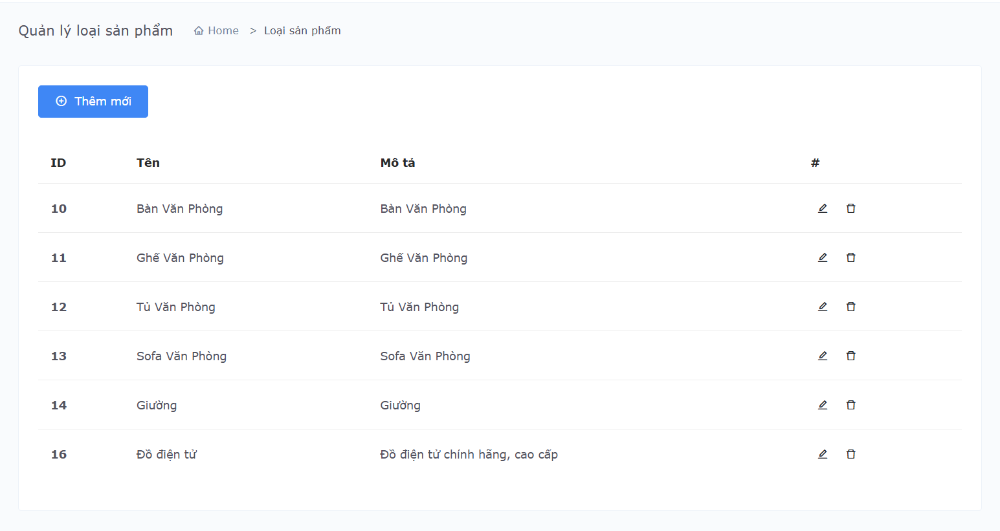 Quản lý loại sản phẩm Home > Loại sản phẩm
Thêm mới
ID Tên Mô tả #
10 Bàn Văn Phòng Bàn Văn Phòng
11 Ghế Văn Phòng Ghế Văn Phòng
12 Tủ Văn Phòng Tủ Văn Phòng
13 Sofa Văn Phòng Sofa Văn Phòng
14 Giường Giường
16 Đồ điện tử Đồ điện tử chính hãng, cao cấp